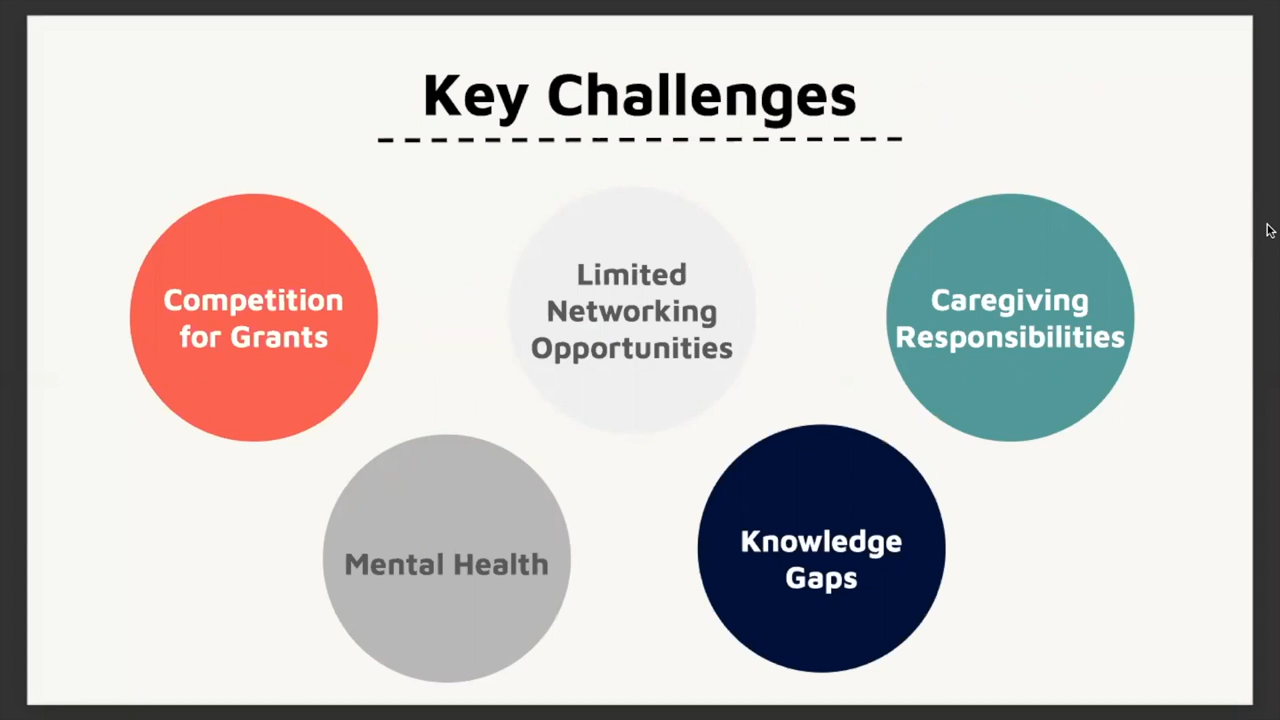 Key Challenges
Competition
for Grants
Limited
Networking
Opportunities
Caregiving
Responsibilities
Mental Health
Knowledge
Gaps